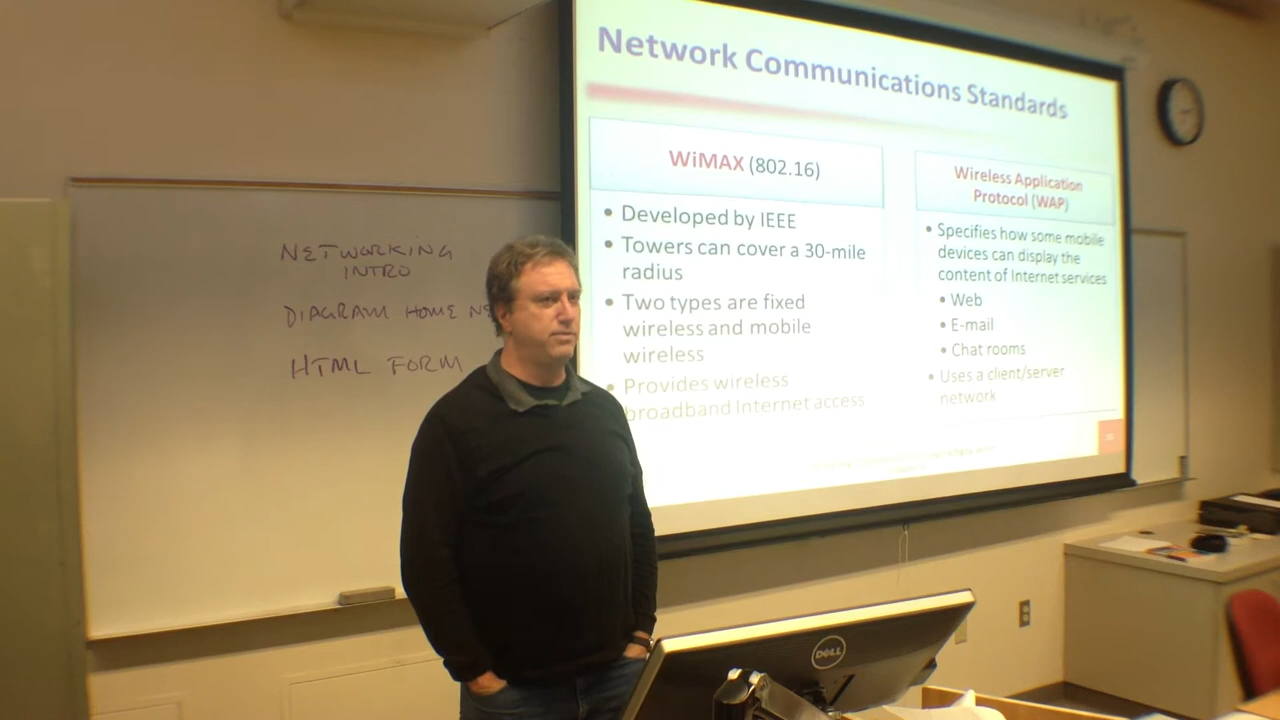 Network Communications Standards
WiMAX (802.16)
• Developed by IEEE
• Towers can cover a 30-mile
radius
• Two types are fixed
wireless and mobile
wireless
• Provides wireless
broadband Internet access
Wireless Application
Protocol (WAP)
• Specifies how some mobile
devices can display the
content of Internet services
• Web
• E-mail
• Chat rooms
• Uses a client/server
network
NETWORKING
INTRO
DIAGRAM HOME
HTML FORM
DELL